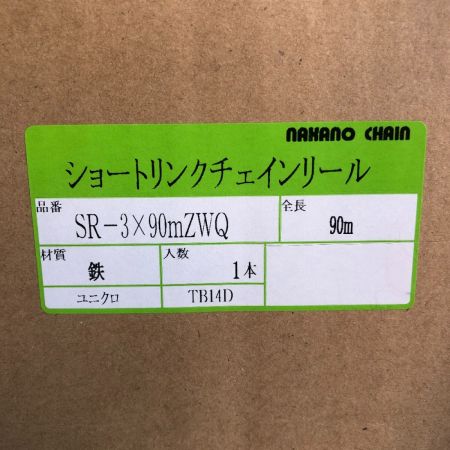 NAKANO CHAIN
ショートリンクチェインリール
品番
SR-3×90mZWQ
全長
90m
材質
鉄
入数
1本
ユニクロ
TB14D